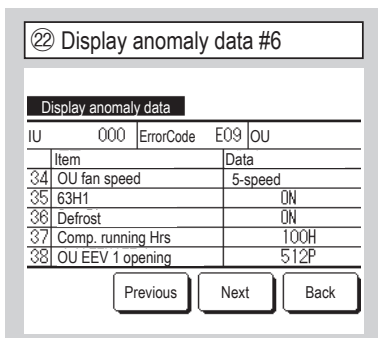 ㉒ Display anomaly data #6
Display anomaly data
IU 000 ErrorCode E09 OU
Item Data
34 OU fan speed 5-speed
35 63H1 ON
36 Defrost ON
37 Comp. running Hrs 100H
38 OU EEV 1 opening 512P
Previous Next Back